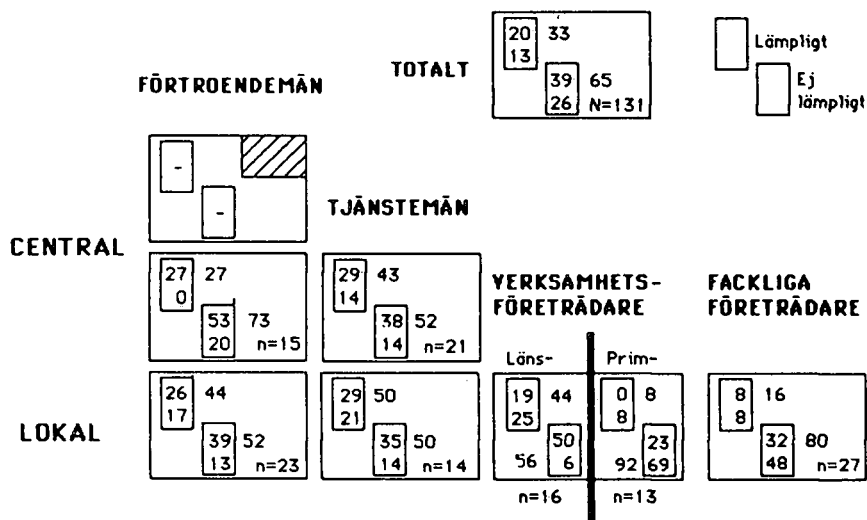 20 33
13
TOTALT
39 65
26 N=131
Lämpligt
Ej
lämpligt
FÖRTROENDEMÄN
-
-
TJÄNSTEMÄN
CENTRAL
27 27
0
53 73
20 n=15
29 43
14
38 52
14 n=21
VERKSAMHETS-
FÖRETRÄDARE
FACKLIGA
FÖRETRÄDARE
Läns- Prim-
LOKAL
26 44
17
39 52
13 n=23
29 50
21
35 50
14 n=14
19 44
25
50
56 6
n=16
0 8
8
23
92 69
n=13
8 16
8
32 80
48 n=27